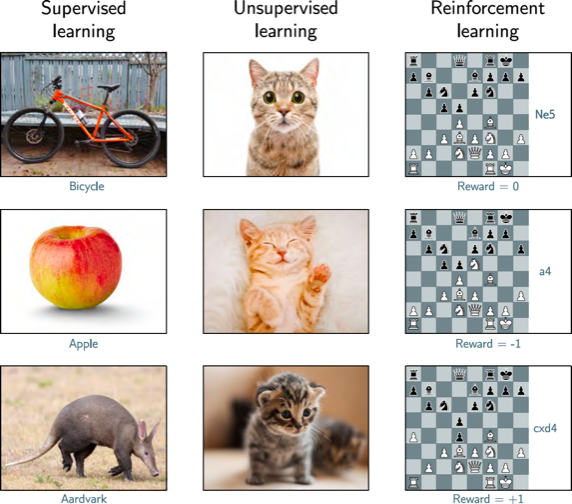 Supervised
learning
Unsupervised
learning
Reinforcement
learning
Bicycle
Ne5
Reward = 0
Apple
a4
Reward = -1
Aardvark
cxd4
Reward = +1